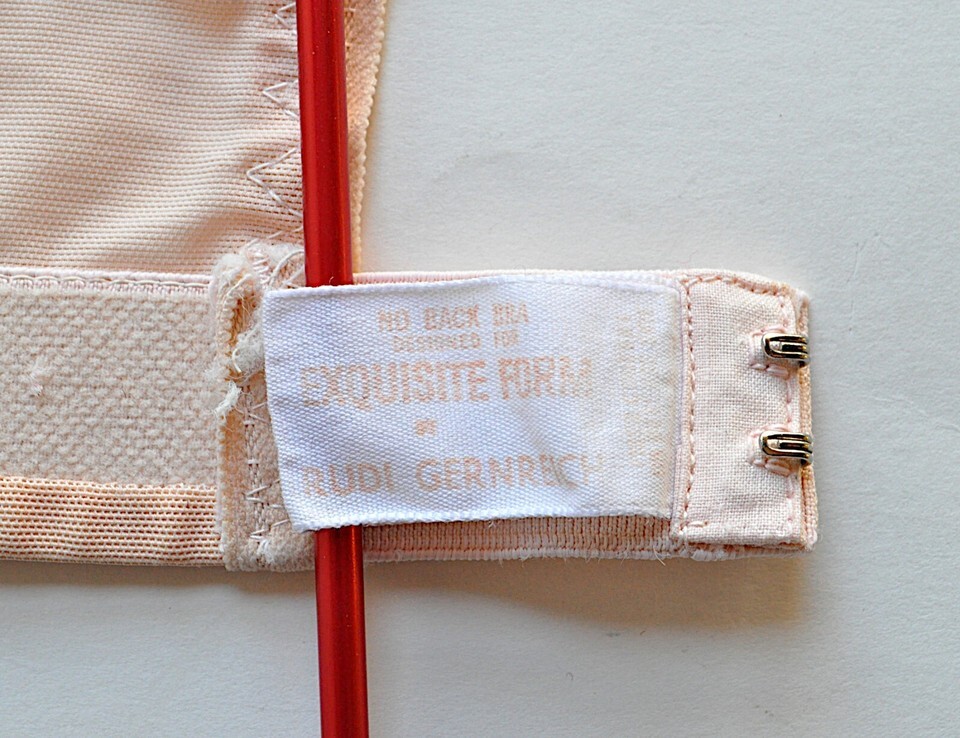 NO BACK BRA
DESIGNED FOR
EXQUISITE FORM
BY
RUDI GERNREICH